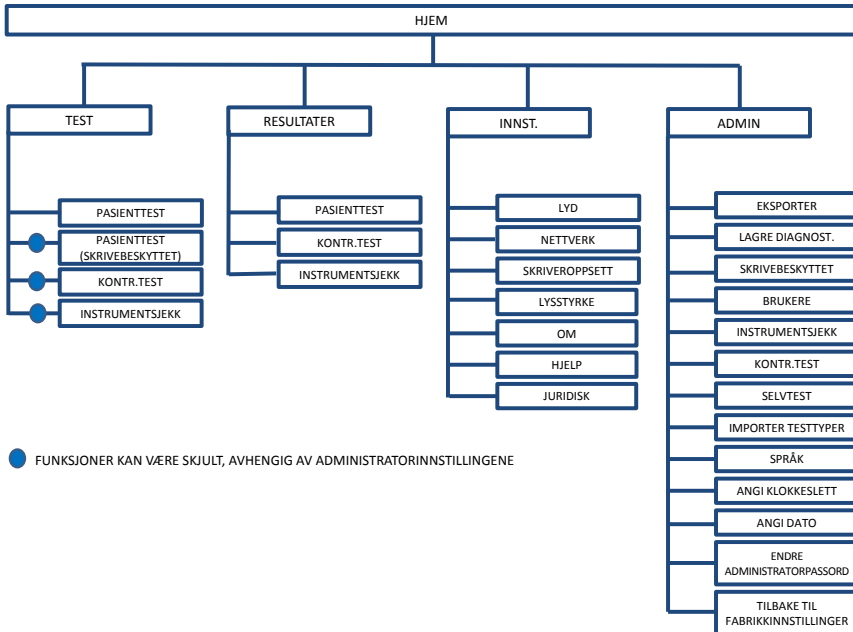 HJEM
TEST
RESULTATER
INNST.
ADMIN
PASIENTTEST
PASIENTTEST
(SKRIVEBESKYTTET)
KONTR.TEST
INSTRUMENTSJEKK
PASIENTTEST
KONTR.TEST
INSTRUMENTSJEKK
LYD
NETTVERK
SKRIVEROPPSETT
LYSSTYRKE
OM
HJELP
JURIDISK
EKSPORTER
LAGRE DIAGNOST.
SKRIVEBESKYTTET
BRUKERE
INSTRUMENTSJEKK
KONTR.TEST
SELVTEST
IMPORTER TESTTYPER
SPRÅK
ANGI KLOKKESLETT
ANGI DATO
ENDRE
ADMINISTRATORPASSORD
TILBAKE TIL
FABRIKKINNSTILLINGER
FUNKSJONER KAN VÆRE SKJULT, AVHENGIG AV ADMINISTRATORINNSTILLINGENE